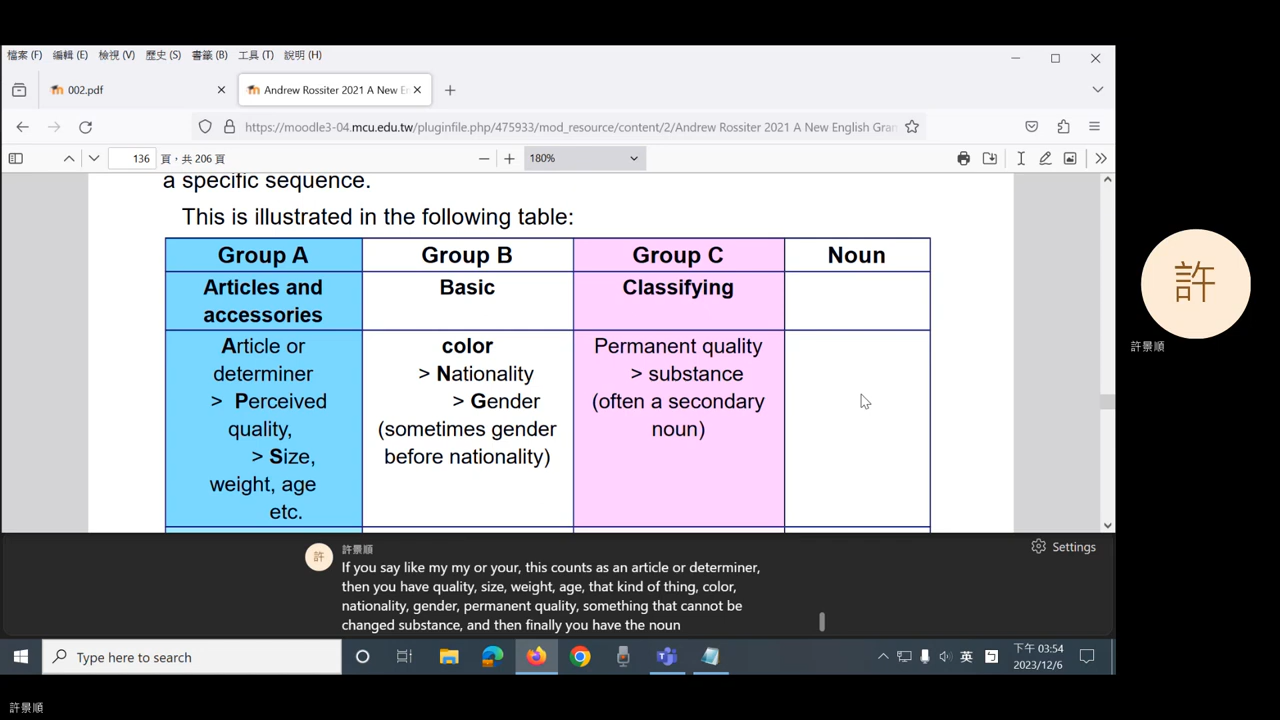 檔案 (F) 編輯 (E) 檢視 (V) 歷史 (S) 書籤 (B) 工具 (T) 說明 (H)
002.pdf
Andrew Rossiter 2021 A New E
https://moodle3-04.mcu.edu.tw/pluginfile.php/475933/mod_resource/content/2/Andrew Rossiter 2021 A New English Gran
136 頁，共 206 頁
180%
a specific sequence.
This is illustrated in the following table:
Group A Group B Group C Noun
Articles and
accessories
Basic
Classifying
Article or
determiner
> Perceived
quality,
> Size,
weight, age
etc.
color
> Nationality
> Gender
(sometimes gender
before nationality)
Permanent quality
> substance
(often a secondary
noun)
許
許景順
許
許景順
If you say like my my or your, this counts as an article or determiner,
then you have quality, size, weight, age, that kind of thing, color,
nationality, gender, permanent quality, something that cannot be
changed substance, and then finally you have the noun
Settings
Type here to search
英
下午 03:54
2023/12/6
許景順